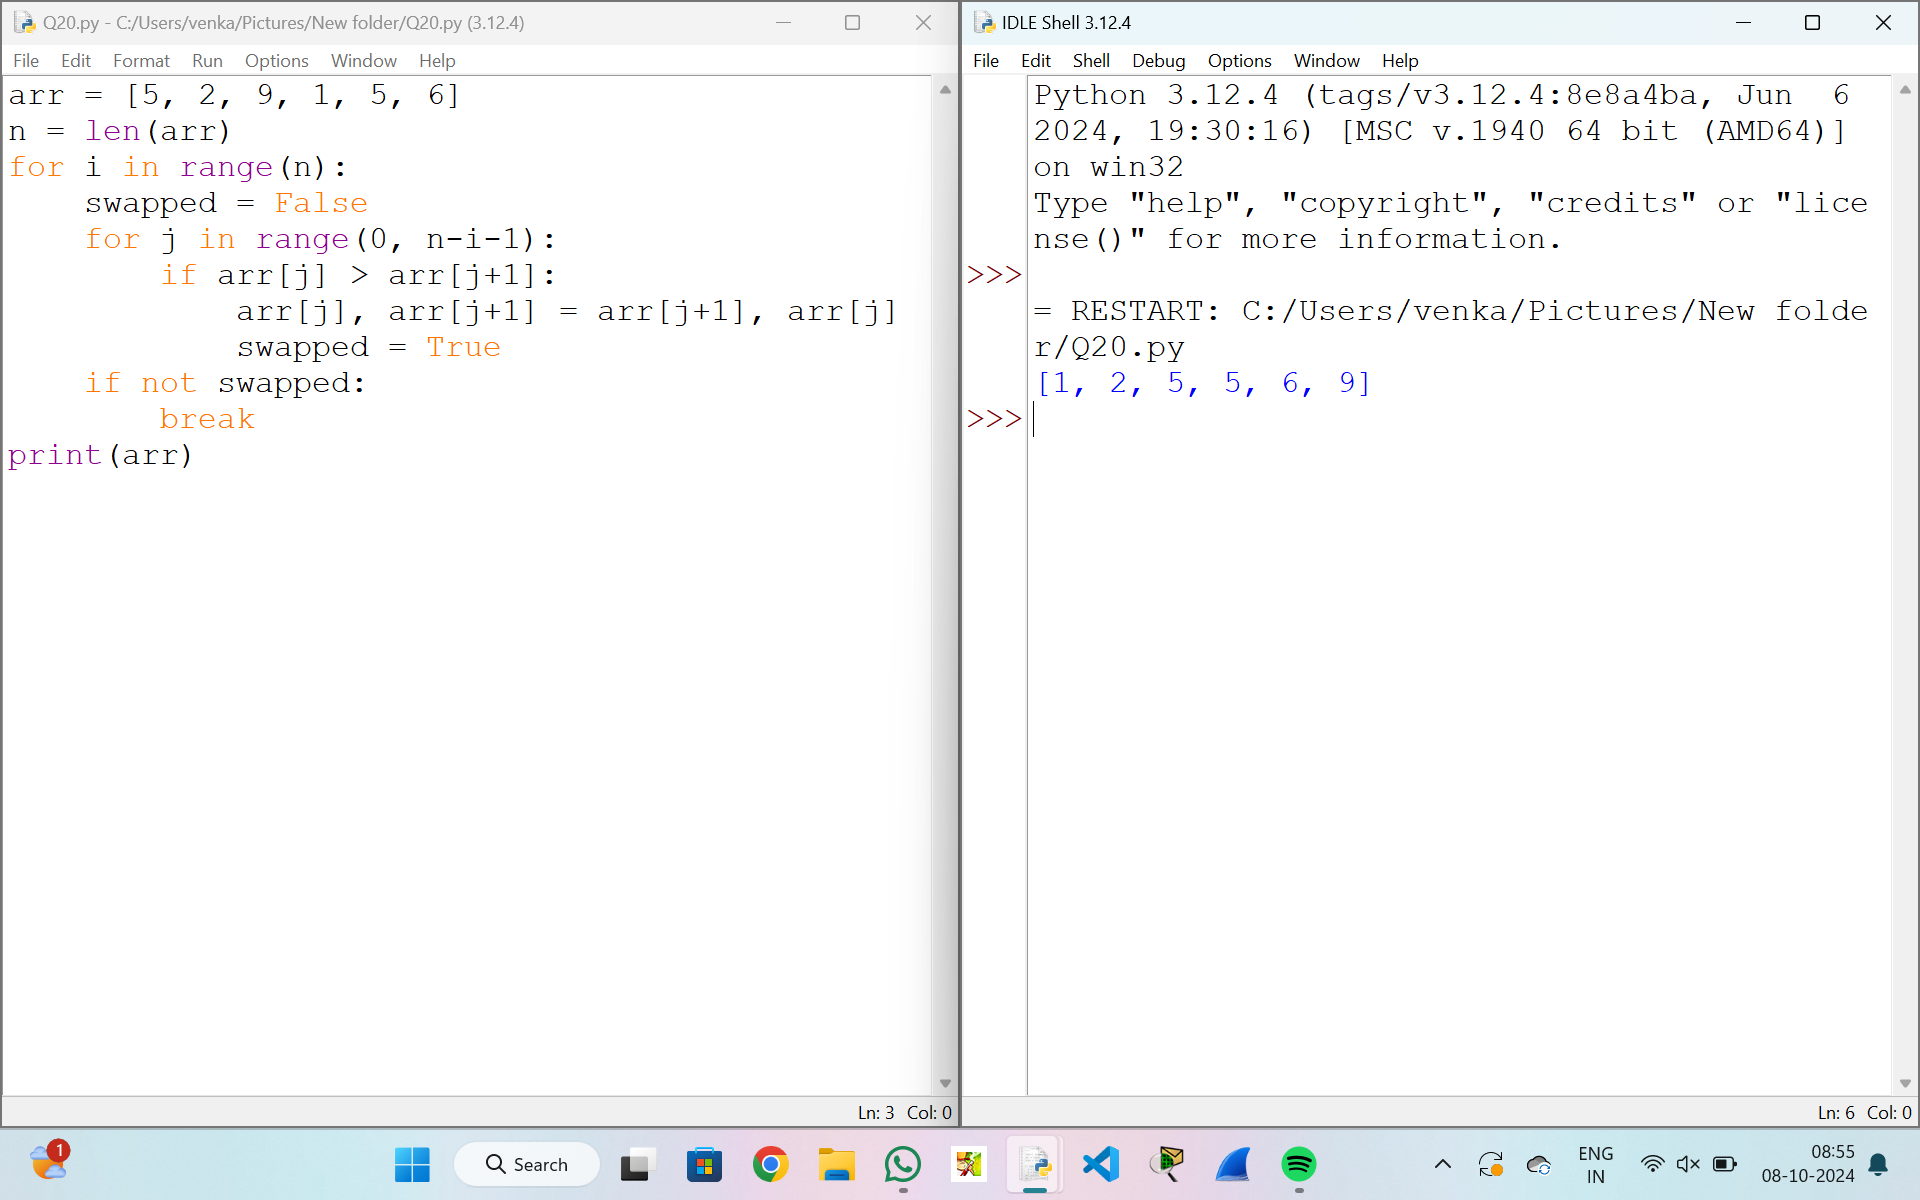 Q20.py - C:/Users/venka/Pictures/New folder/Q20.py (3.12.4)
File Edit Format Run Options Window Help
arr = [5, 2, 9, 1, 5, 6]
n = len(arr)
for i in range(n):
    swapped = False
    for j in range(0, n-i-1):
        if arr[j] > arr[j+1]:
            arr[j], arr[j+1] = arr[j+1], arr[j]
            swapped = True
    if not swapped:
        break
print(arr)
Ln: 3 Col: 0
IDLE Shell 3.12.4
File Edit Shell Debug Options Window Help
Python 3.12.4 (tags/v3.12.4:8e8a4ba, Jun  6
2024, 19:30:16) [MSC v.1940 64 bit (AMD64)]
on win32
Type "help", "copyright", "credits" or "lice
nse()" for more information.
>>>
= RESTART: C:/Users/venka/Pictures/New folde
r/Q20.py
[1, 2, 5, 5, 6, 9]
>>>
Ln: 6 Col: 0
1
Search
ENG
IN
08:55
08-10-2024